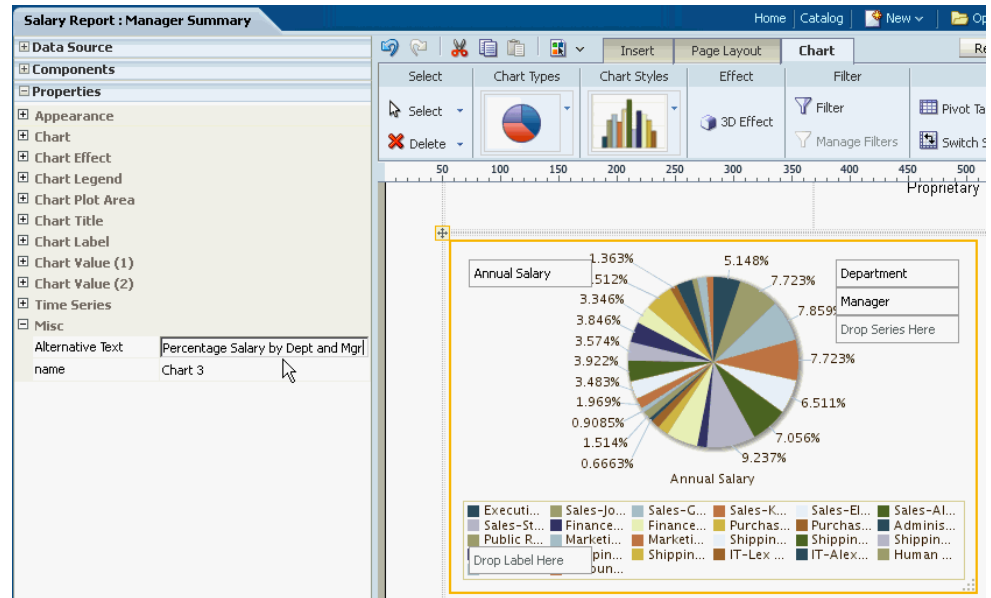 Salary Report : Manager Summary
Home Catalog New Op
Data Source
Components
Properties
Appearance
Chart
Chart Effect
Chart Legend
Chart Plot Area
Chart Title
Chart Label
Chart Value (1)
Chart Value (2)
Time Series
Misc
Alternative Text Percentage Salary by Dept and Mgr
name Chart 3
Insert Page Layout Chart Re
Select Chart Types Chart Styles Effect Filter
Select
Delete
3D Effect
Filter
Manage Filters
Pivot Ta
Switch S
50 100 150 200 250 300 350 400 450 500
Proprietary
Annual Salary
Department
Manager
Drop Series Here
1.363%
.512%
3.346%
3.846%
3.574%
3.922%
3.483%
1.969%
0.9085%
1.514%
0.6663%
5.148%
7.723%
7.859
7.723%
6.511%
7.056%
9.237%
Annual Salary
Executi... Sales-Jo... Sales-G... Sales-K... Sales-El... Sales-Al...
Sales-St... Finance... Finance... Purchas... Purchas... Adminis...
Public R... Marketi... Marketi... Shippin... Shippin... Shippin...
Drop Label Here pin... Shippin... IT-Lex ... IT-Alex... Human ...
oun...